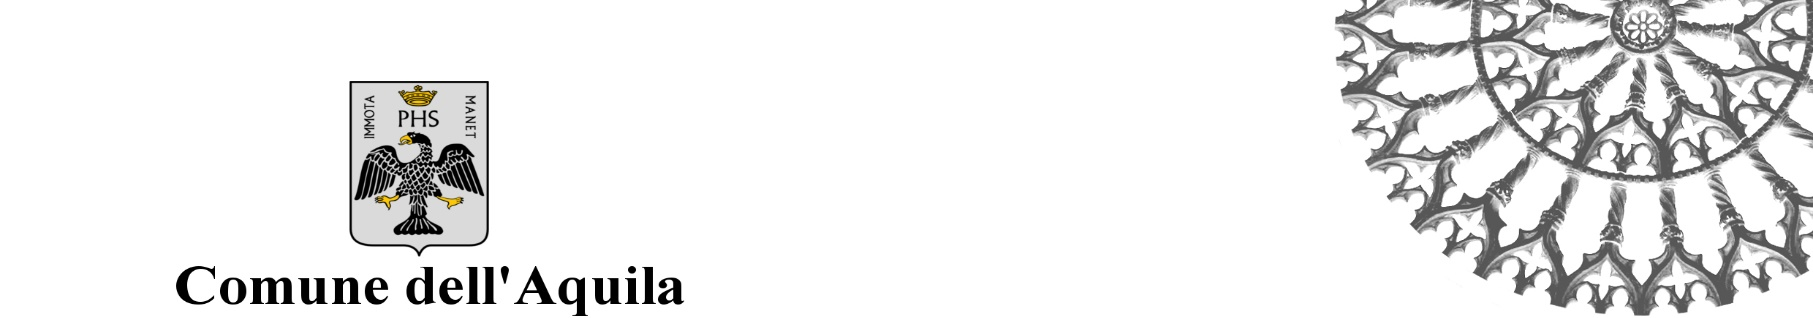 IMMOTA
MANET
PHS
Comune dell'Aquila